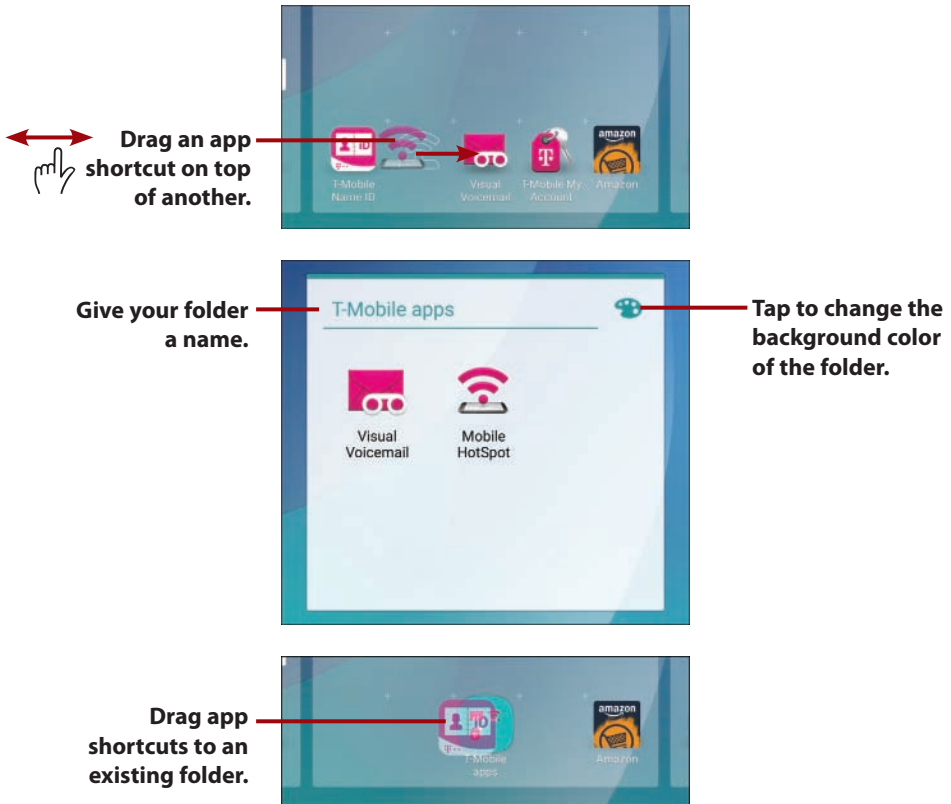 Drag an app
shortcut on top
of another.
ID
T-Mobile
Name ID
Visual
Voicemail
T
T-Mobile My
Account
amazon
Amazon
Give your folder
a name.
T-Mobile apps
Tap to change the
background color
of the folder.
Visual
Voicemail
Mobile
HotSpot
Drag app
shortcuts to an
existing folder.
ID
T-Mobile
apps
amazon
Amazon